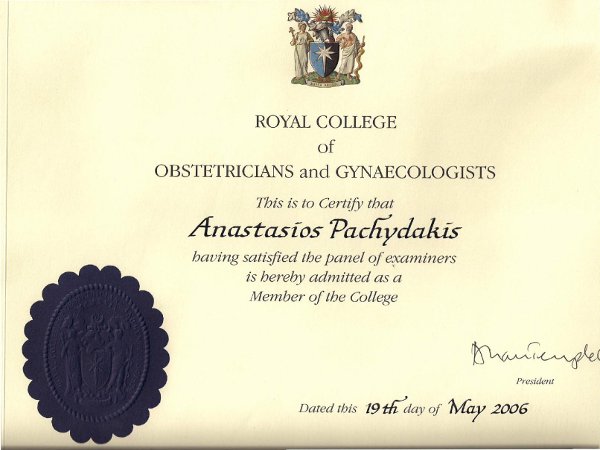 ROYAL COLLEGE
of
OBSTETRICIANS and GYNAECOLOGISTS
This is to Certify that
Anastasios Pachydakis
having satisfied the panel of examiners
is hereby admitted as a
Member of the College
President
Dated this 19th day of May 2006